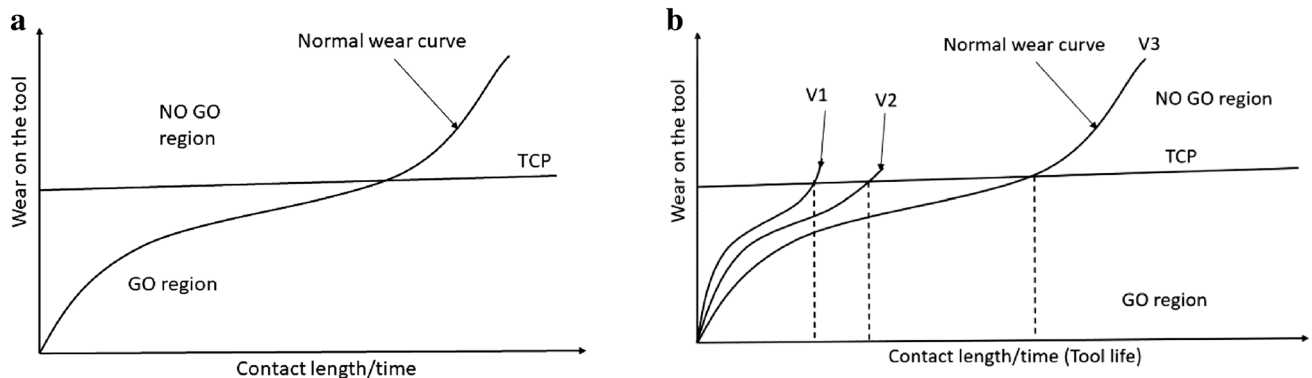 a
Wear on the tool
Normal wear curve
NO GO
region
TCP
GO region
Contact length/time
b
Wear on the tool
V1
V2
Normal wear curve
V3
NO GO region
TCP
GO region
Contact length/time (Tool life)